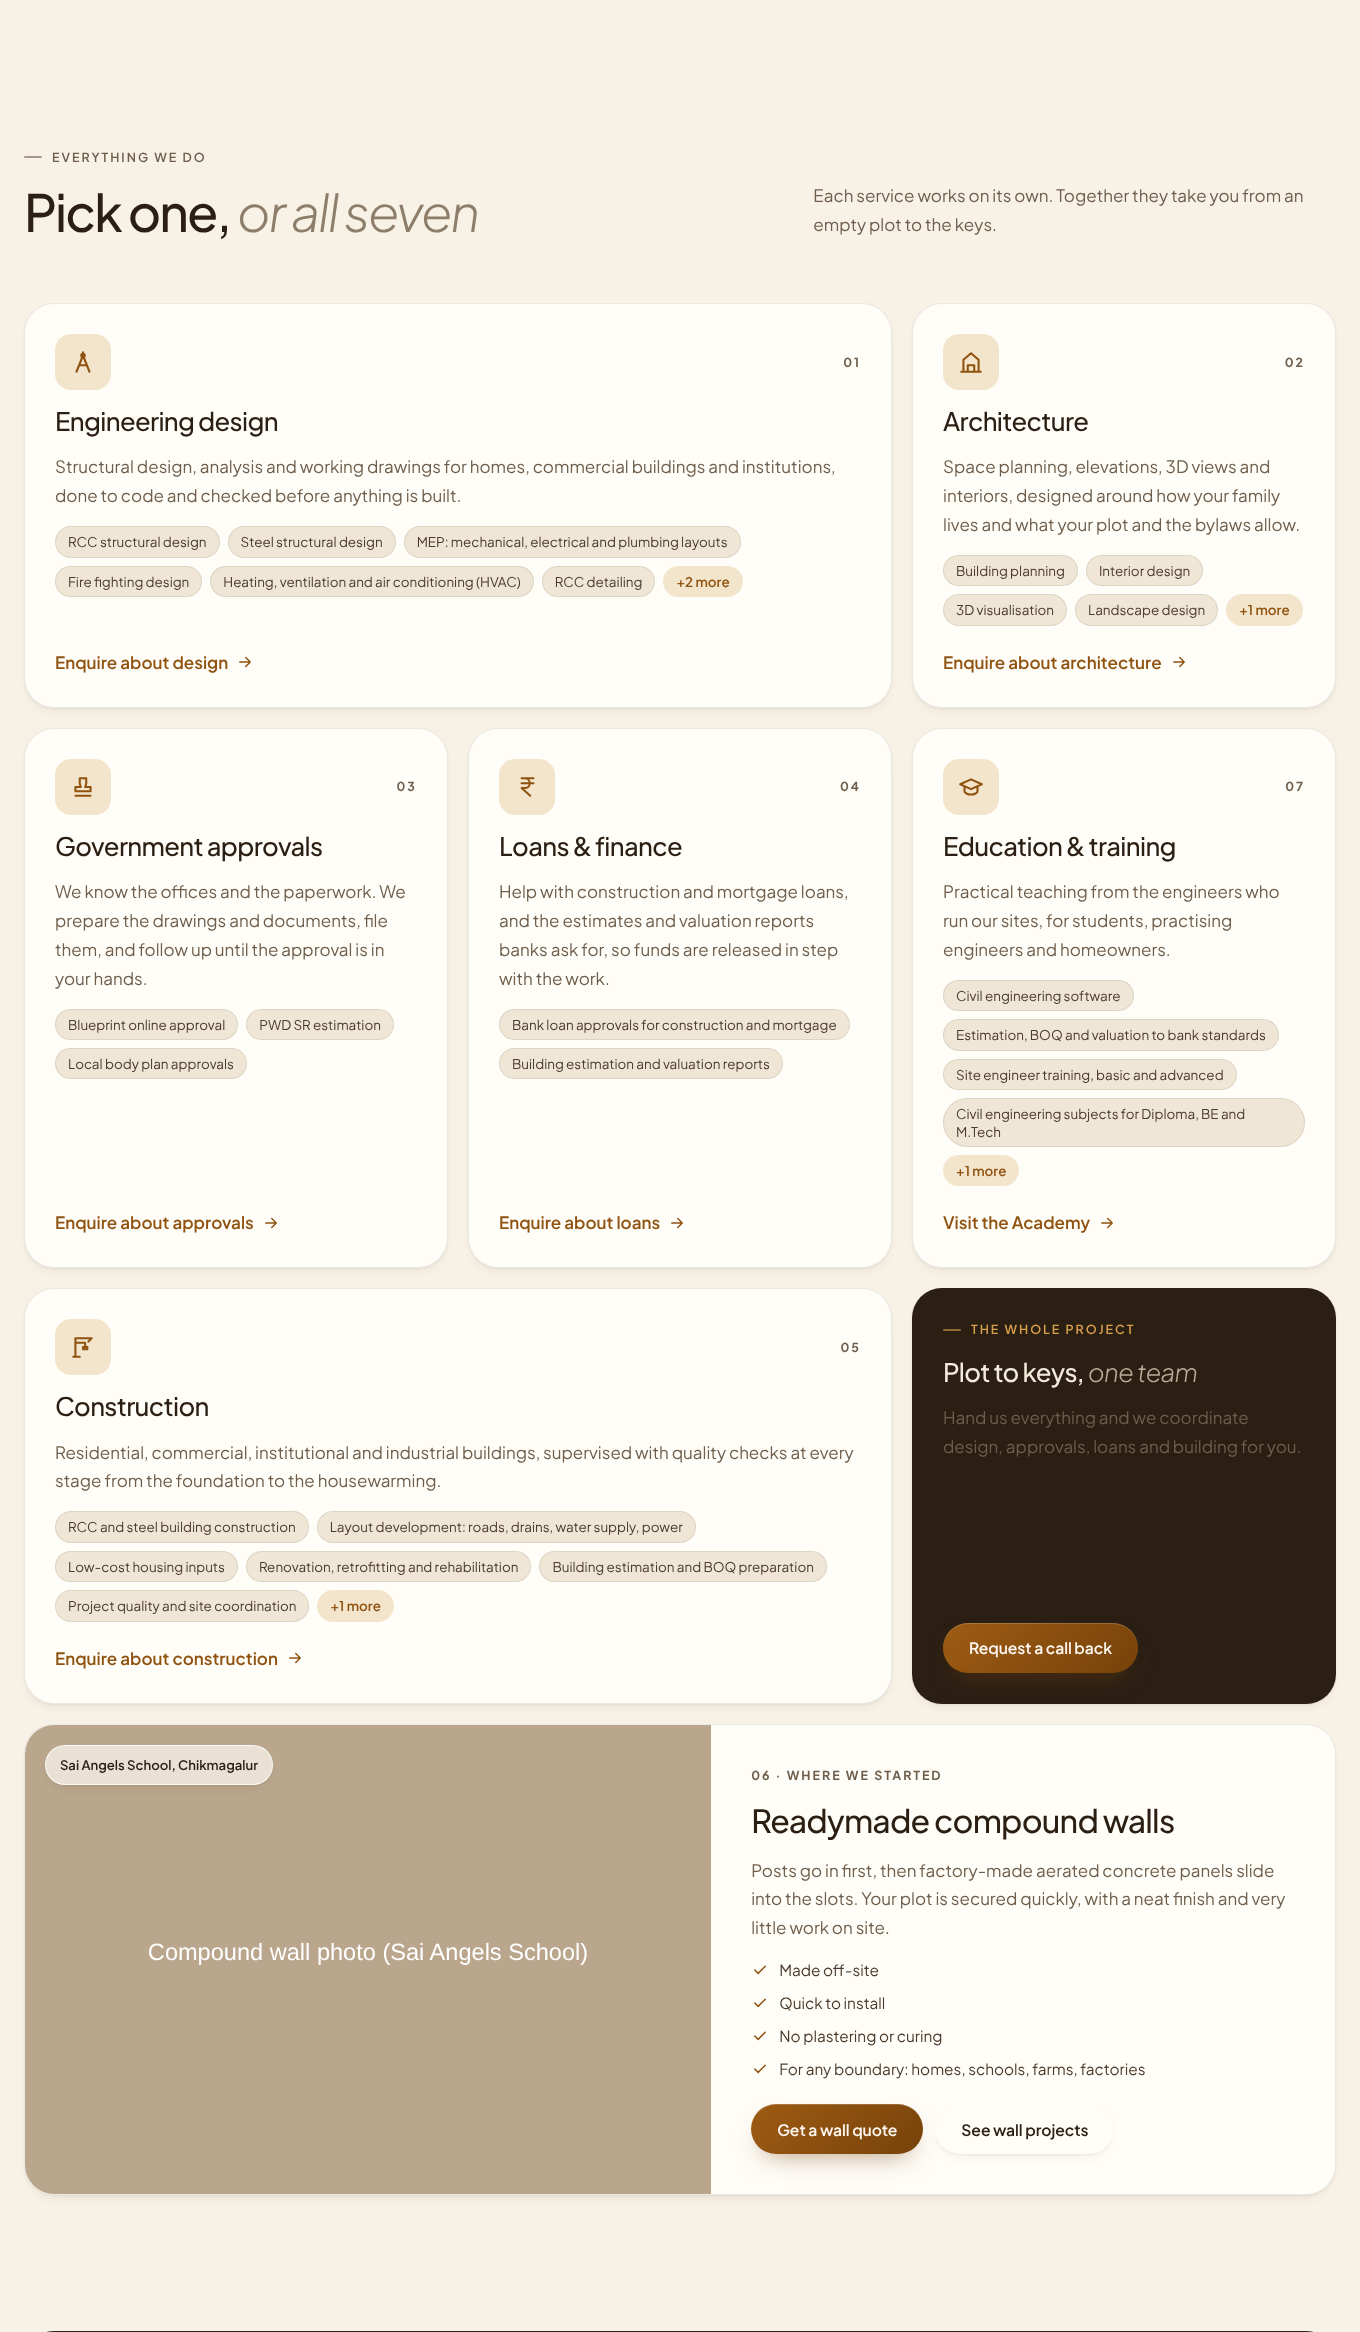 EVERYTHING WE DO
Pick one, or all seven
Each service works on its own. Together they take you from an
empty plot to the keys.
01
Engineering design
Structural design, analysis and working drawings for homes, commercial buildings and institutions,
done to code and checked before anything is built.
RCC structural design
Steel structural design
MEP: mechanical, electrical and plumbing layouts
Fire fighting design
Heating, ventilation and air conditioning (HVAC)
RCC detailing
+2 more
Enquire about design
02
Architecture
Space planning, elevations, 3D views and
interiors, designed around how your family
lives and what your plot and the bylaws allow.
Building planning
Interior design
3D visualisation
Landscape design
+1 more
Enquire about architecture
03
Government approvals
We know the offices and the paperwork. We
prepare the drawings and documents, file
them, and follow up until the approval is in
your hands.
Blueprint online approval
PWD SR estimation
Local body plan approvals
Enquire about approvals
04
Loans & finance
Help with construction and mortgage loans,
and the estimates and valuation reports
banks ask for, so funds are released in step
with the work.
Bank loan approvals for construction and mortgage
Building estimation and valuation reports
Enquire about loans
07
Education & training
Practical teaching from the engineers who
run our sites, for students, practising
engineers and homeowners.
Civil engineering software
Estimation, BOQ and valuation to bank standards
Site engineer training, basic and advanced
Civil engineering subjects for Diploma, BE and
M.Tech
+1 more
Visit the Academy
05
Construction
Residential, commercial, institutional and industrial buildings, supervised with quality checks at every
stage from the foundation to the housewarming.
RCC and steel building construction
Layout development: roads, drains, water supply, power
Low-cost housing inputs
Renovation, retrofitting and rehabilitation
Building estimation and BOQ preparation
Project quality and site coordination
+1 more
Enquire about construction
THE WHOLE PROJECT
Plot to keys, one team
Hand us everything and we coordinate
design, approvals, loans and building for you.
Request a call back
Sai Angels School, Chikmagalur
Compound wall photo (Sai Angels School)
06 · WHERE WE STARTED
Readymade compound walls
Posts go in first, then factory-made aerated concrete panels slide
into the slots. Your plot is secured quickly, with a neat finish and very
little work on site.
Made off-site
Quick to install
No plastering or curing
For any boundary: homes, schools, farms, factories
Get a wall quote
See wall projects